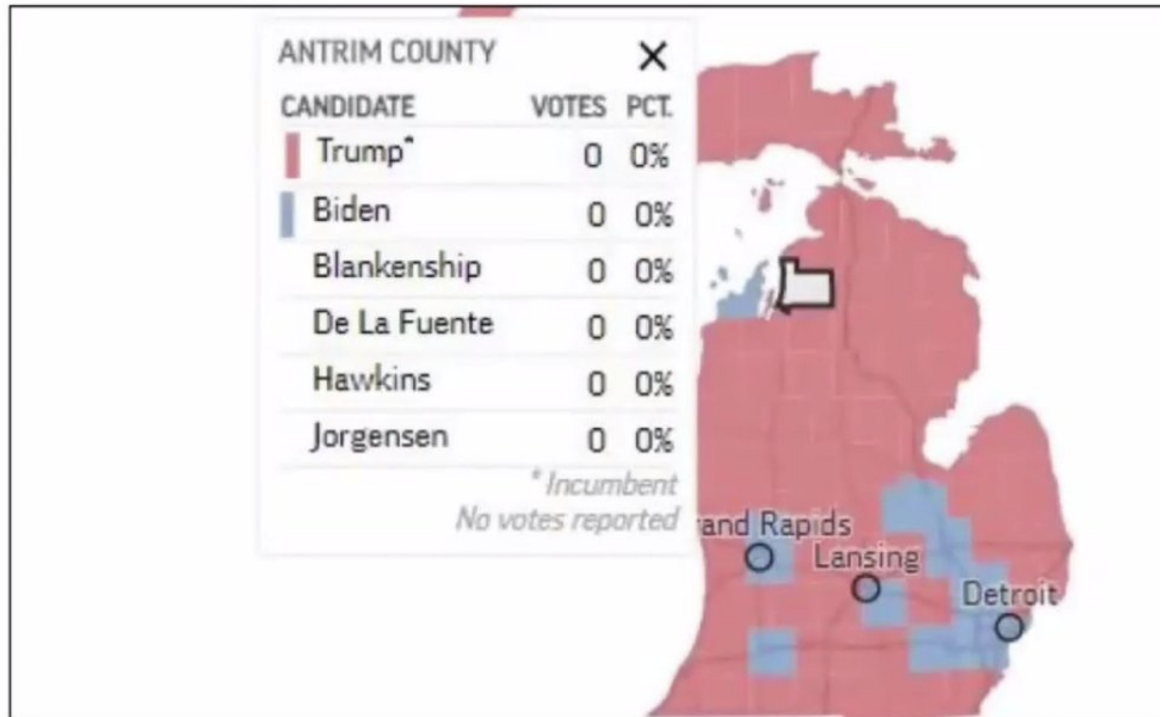 ANTRIM COUNTY X
CANDIDATE VOTES PCT.
Trump* 0 0%
Biden 0 0%
Blankenship 0 0%
De La Fuente 0 0%
Hawkins 0 0%
Jorgensen 0 0%
* Incumbent
No votes reported
rand Rapids
Lansing
Detroit